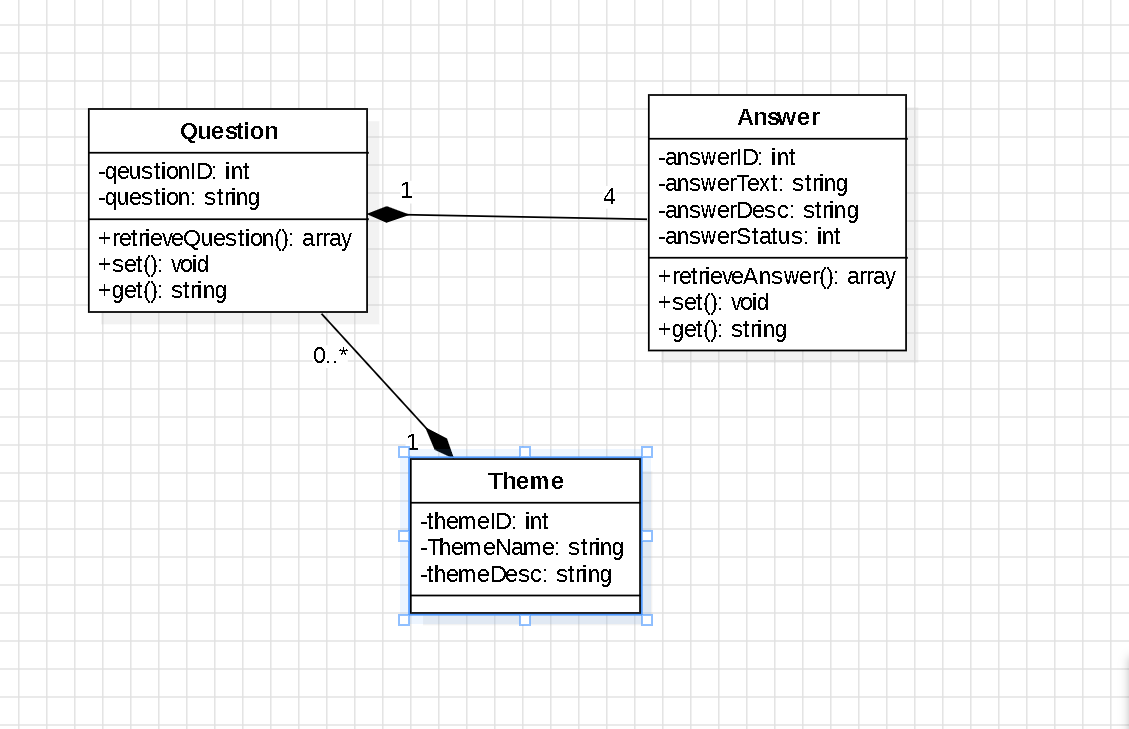 Question
-qeustionID: int
-question: string
+retrieveQuestion(): array
+set(): void
+get(): string
1
4
Answer
-answerID: int
-answerText: string
-answerDesc: string
-answerStatus: int
+retrieveAnswer(): array
+set(): void
+get(): string
0..*
1
Theme
-themeID: int
-ThemeName: string
-themeDesc: string